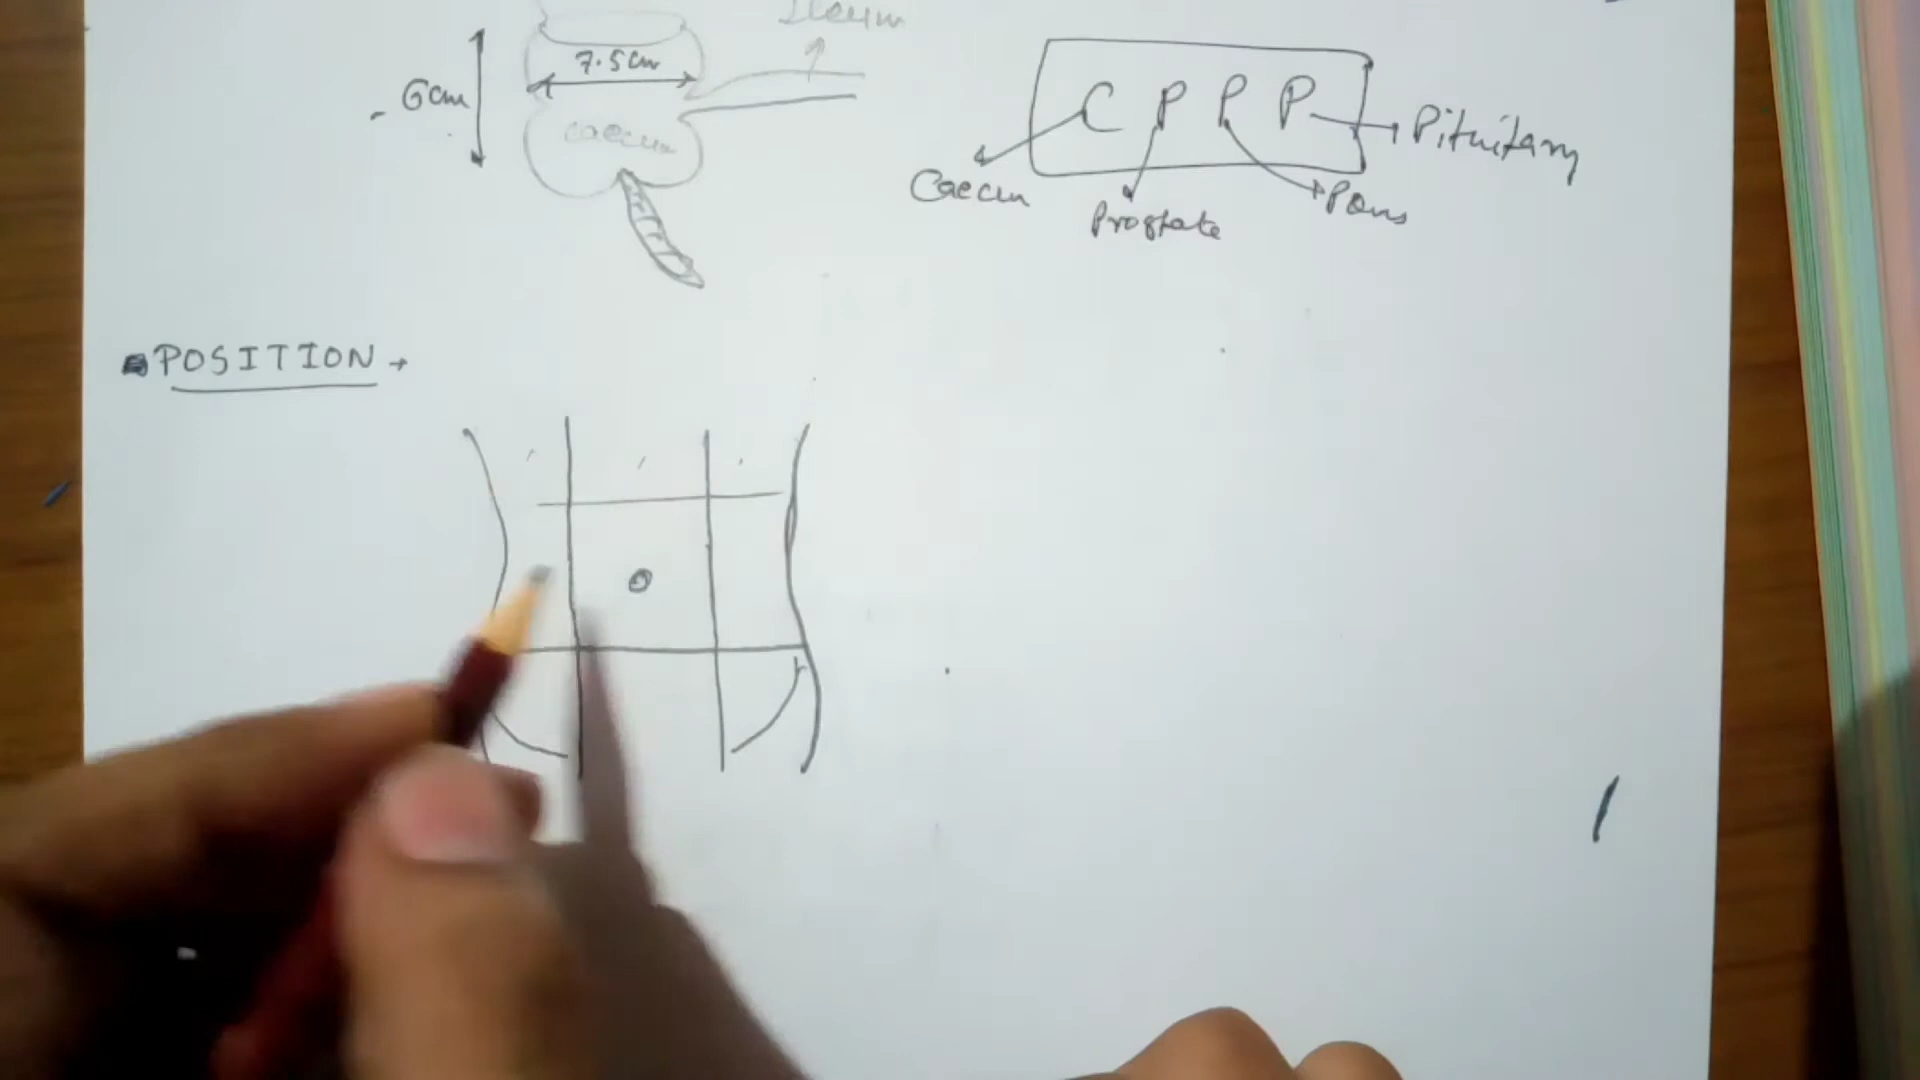 Ileum
7.5cm
6cm
caecum
C P P P
Pituitary
Caecum
Prostate
Pons
POSITION →